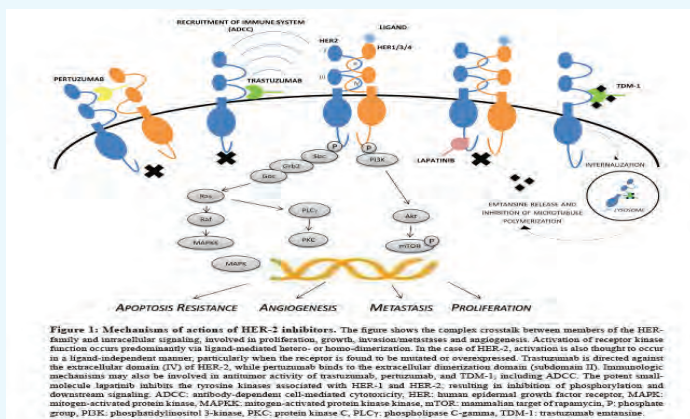 RECRUITMENT OF IMMUNE SYSTEM
(ADCC)
LIGAND
HER2
HER1/3/4
PERTUZUMAB
TRASTUZUMAB
TDM-1
P
P
LAPATINIB
INTERNALIZATION
LYSOSOME
EMTANSINE RELEASE AND
INHIBITION OF MICROTUBULE
POLYMERIZATION
Shc
Grb2
Sos
PI3K
Ras
Raf
MAPKK
MAPK
PLCγ
PKC
Akt
mTOR
P
APOPTOSIS RESISTANCE
ANGIOGENESIS
METASTASIS
PROLIFERATION
Figure 1: Mechanisms of actions of HER-2 inhibitors. The figure shows the complex crosstalk between members of the HER-
family and intracellular signaling, involved in proliferation, growth, invasion/metastases and angiogenesis. Activation of receptor kinase
function occurs predominantly via ligand-mediated hetero- or homo-dimerization. In the case of HER-2, activation is also thought to occur
in a ligand-independent manner, particularly when the receptor is found to be mutated or overexpressed. Trastuzumab is directed against
the extracellular domain (IV) of HER-2, while pertuzumab binds to the extracellular dimerization domain (subdomain II). Immunologic
mechanisms may also be involved in antitumor activity of trastuzumab, pertuzumab, and TDM-1; including ADCC. The potent small-
molecule lapatinib inhibits the tyrosine kinases associated with HER-1 and HER-2; resulting in inhibition of phosphorylation and
downstream signaling. ADCC: antibody-dependent cell-mediated cytotoxicity, HER: human epidermal growth factor receptor, MAPK:
mitogen-activated protein kinase, MAPKK: mitogen-activated protein kinase kinase, mTOR: mammalian target of rapamycin, P: phosphate
group, PI3K: phosphatidylinositol 3-kinase, PKC: protein kinase C, PLCγ: phospholipase C-gamma, TDM-1: trastuzumab emtansine.